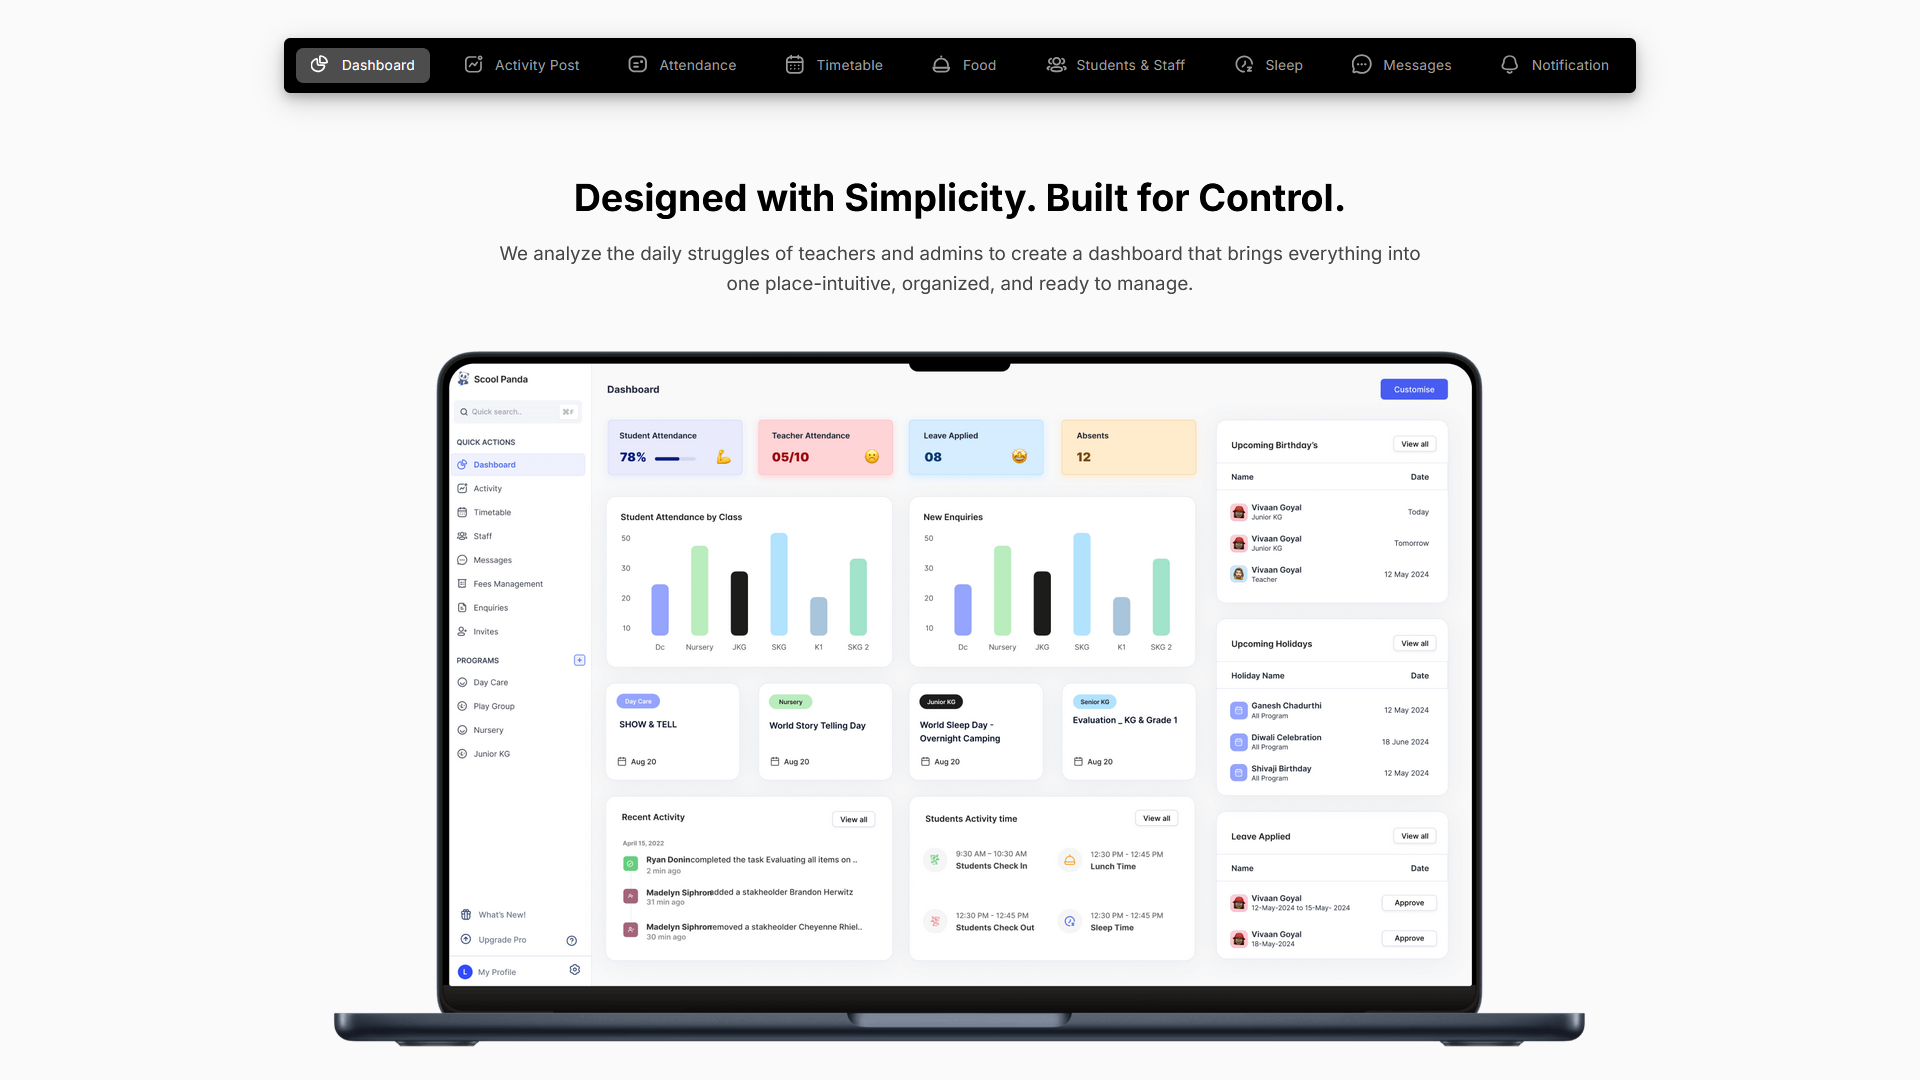 Dashboard
Activity Post
Attendance
Timetable
Food
Students & Staff
Sleep
Messages
Notification
Designed with Simplicity. Built for Control.
We analyze the daily struggles of teachers and admins to create a dashboard that brings everything into
one place-intuitive, organized, and ready to manage.
Scool Panda
Quick search..
⌘F
QUICK ACTIONS
Dashboard
Activity
Timetable
Staff
Messages
Fees Management
Enquiries
Invites
PROGRAMS
Day Care
Play Group
Nursery
Junior KG
What's New!
Upgrade Pro
L
My Profile
Dashboard
Customise
Student Attendance
78%
Teacher Attendance
05/10
Leave Applied
08
Absents
12
Student Attendance by Class
50
30
20
10
Dc Nursery JKG SKG K1 SKG 2
New Enquiries
50
30
20
10
Dc Nursery JKG SKG K1 SKG 2
Day Care
SHOW & TELL
Aug 20
Nursery
World Story Telling Day
Aug 20
Junior KG
World Sleep Day -
Overnight Camping
Aug 20
Senior KG
Evaluation _ KG & Grade 1
Aug 20
Recent Activity
View all
April 15, 2022
Ryan Donincompleted the task Evaluating all items on ..
2 min ago
Madelyn Siphronadded a stakheolder Brandon Herwitz
31 min ago
Madelyn Siphronremoved a stakheolder Cheyenne Rhiel..
30 min ago
Students Activity time
View all
9:30 AM – 10:30 AM
Students Check In
12:30 PM - 12:45 PM
Lunch Time
12:30 PM - 12:45 PM
Students Check Out
12:30 PM - 12:45 PM
Sleep Time
Upcoming Birthday's
View all
Name Date
Vivaan Goyal
Junior KG
Today
Vivaan Goyal
Junior KG
Tomorrow
Vivaan Goyal
Teacher
12 May 2024
Upcoming Holidays
View all
Holiday Name Date
Ganesh Chadurthi
All Program
12 May 2024
Diwali Celebration
All Program
18 June 2024
Shivaji Birthday
All Program
12 May 2024
Leave Applied
View all
Name Date
Vivaan Goyal
12-May-2024 to 15-May- 2024
Approve
Vivaan Goyal
18-May-2024
Approve